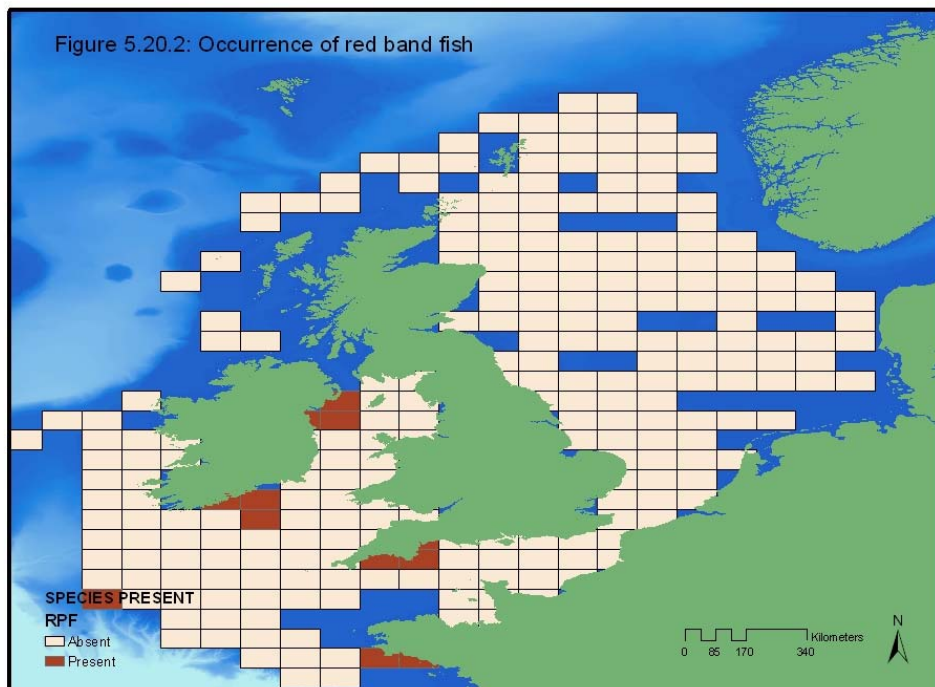 Figure 5.20.2: Occurrence of red band fish
SPECIES PRESENT
RPF
Absent
Present
N
Kilometers
0 85 170 340